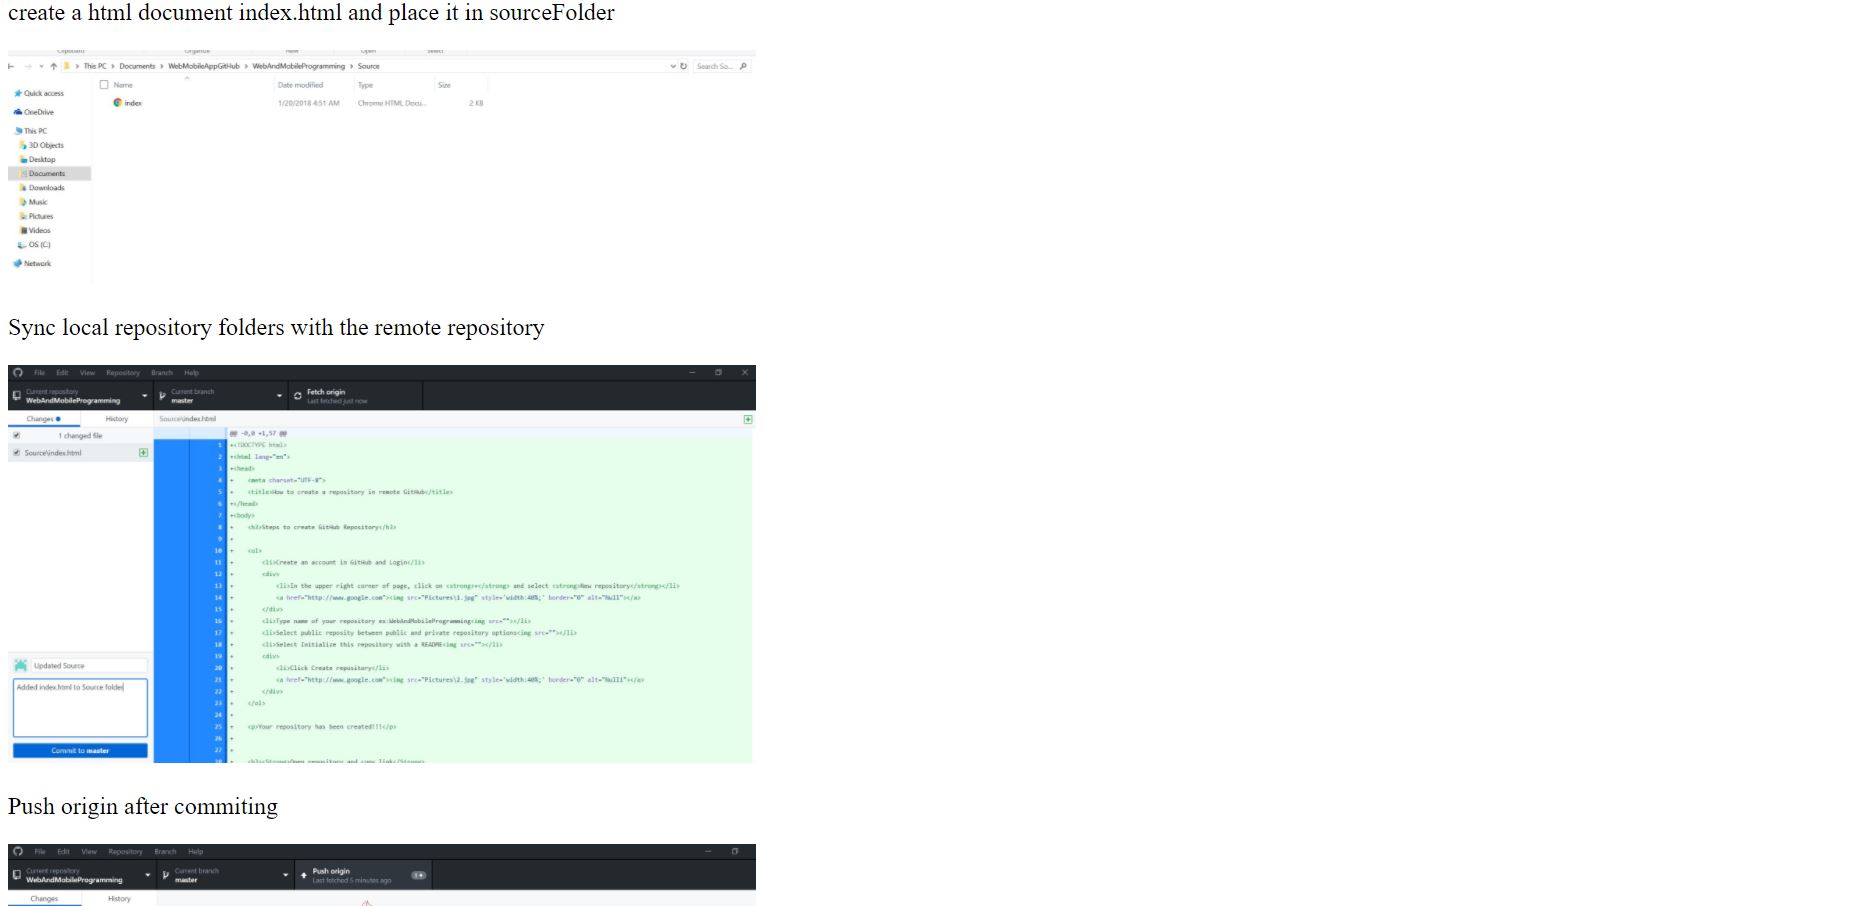 create a html document index.html and place it in sourceFolder
Clipboard Organize New Open Select
This PC > Documents > WebMobileAppGitHub > WebAndMobileProgramming > Source
Search So...
Name Date modified Type Size
index 1/20/2018 4:51 AM Chrome HTML Docu... 2 KB
Quick access
OneDrive
This PC
3D Objects
Desktop
Documents
Downloads
Music
Pictures
Videos
OS (C:)
Network
Sync local repository folders with the remote repository
File Edit View Repository Branch Help
Current repository
WebAndMobileProgramming
Current branch
master
Fetch origin
Last fetched just now
Changes History
Source\index.html
1 changed file
Source\index.html
@@ -0,0 +1,57 @@
1 +<!DOCTYPE html>
2 +<html lang="en">
3 +<head>
4 + <meta charset="UTF-8">
5 + <title>How to create a repository in remote GitHub</title>
6 +</head>
7 +<body>
8 + <h3>Steps to create GitHub Repository</h3>
9 +
10 + <ol>
11 + <li>Create an account in GitHub and Login</li>
12 + <div>
13 + <li>In the upper right corner of page, click on <strong>+</strong> and select <strong>New repository</strong></li>
14 + <a href="http://www.google.com"><img src="Pictures\1.jpg" style='width:40%;' border="0" alt="Null"></a>
15 + </div>
16 + <li>Type name of your repository ex:WebAndMobileProgramming<img src=""></li>
17 + <li>Select public reposity between public and private repository options<img src=""></li>
18 + <li>Select Initialize this repository with a README<img src=""></li>
19 + <div>
20 + <li>Click Create repository</li>
21 + <a href="http://www.google.com"><img src="Pictures\2.jpg" style='width:40%;' border="0" alt="Null1"></a>
22 + </div>
23 + </ol>
24 +
25 + <p>Your repository has been created!!!</p>
26 +
27 +
28 + <h3><Strong>Open repository and copy link</Strong>
Updated Source
Added index.html to Source folder
Commit to master
Push origin after commiting
File Edit View Repository Branch Help
Current repository
WebAndMobileProgramming
Current branch
master
Push origin
Last fetched 5 minutes ago
1
Changes History